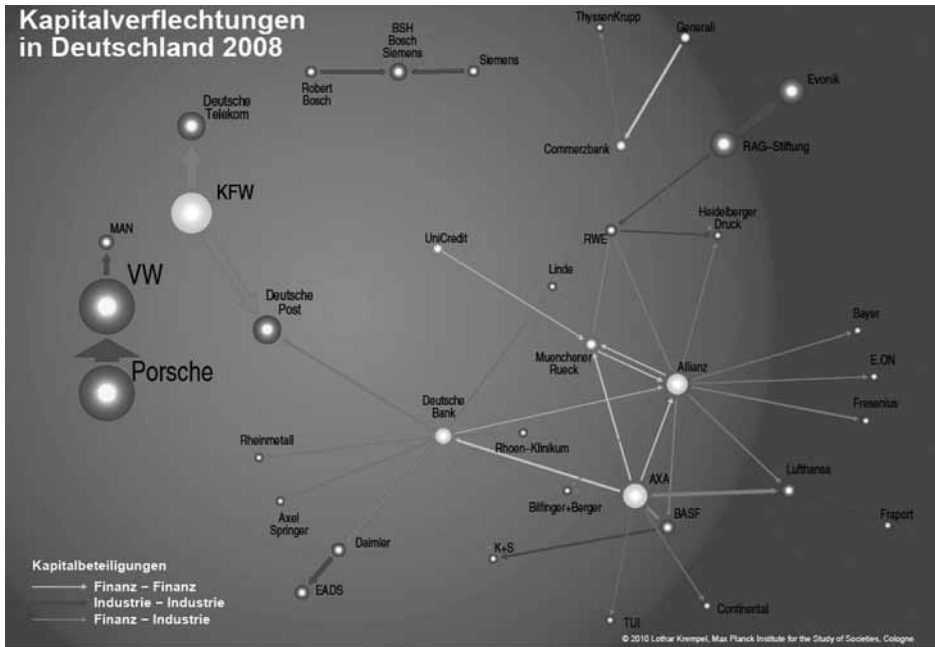 Kapitalverflechtungen
in Deutschland 2008
ThyssenKrupp
Generali
BSH
Bosch
Siemens
Siemens
Robert
Bosch
Evonik
Deutsche
Telekom
Commerzbank
RAG-Stiftung
KFW
MAN
Heidelberger
Druck
UniCredit
RWE
VW
Linde
Deutsche
Post
Bayer
Muenchener
Rueck
Allianz
E.ON
Porsche
Deutsche
Bank
Fresenius
Rheinmetall
Rhoen-Klinikum
AXA
Lufthansa
Bilfinger+Berger
BASF
Fraport
Axel
Springer
Daimler
K+S
EADS
Continental
TUI
Kapitalbeteiligungen
Finanz – Finanz
Industrie – Industrie
Finanz – Industrie
© 2010 Lothar Krempel, Max Planck Institute for the Study of Societies, Cologne